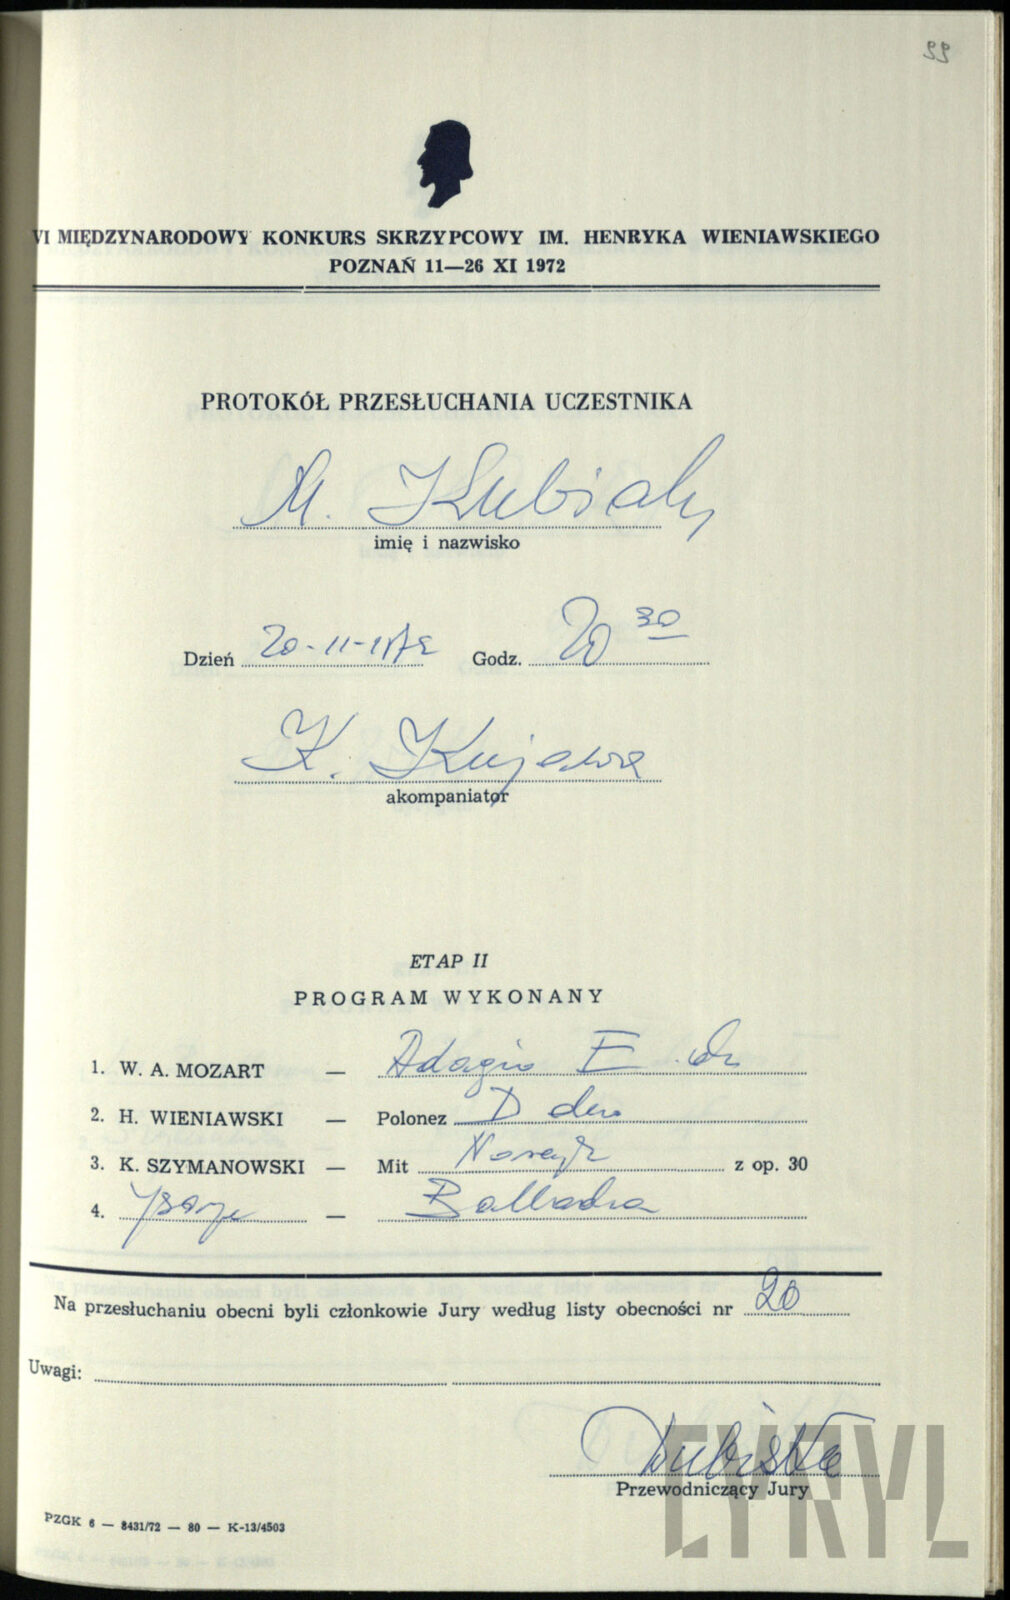 99
VI MIĘDZYNARODOWY KONKURS SKRZYPCOWY IM. HENRYKA WIENIAWSKIEGO
POZNAŃ 11—26 XI 1972
PROTOKÓŁ PRZESŁUCHANIA UCZESTNIKA
M. Kubiak
imię i nazwisko
Dzień 20-11-1972 Godz. 20 30
K. Kujawa
akompaniator
ETAP II
PROGRAM WYKONANY
1. W. A. MOZART — Adagio E
2. H. WIENIAWSKI — Polonez D dur
3. K. SZYMANOWSKI — Mit Narcyz z op. 30
4. Ysaye — Ballada
Na przesłuchaniu obecni byli członkowie Jury według listy obecności nr 20
Uwagi:
Dubiska
Przewodniczący Jury
PZGK 6 — 8431/72 — 80 — K-13/4503
CYRYL